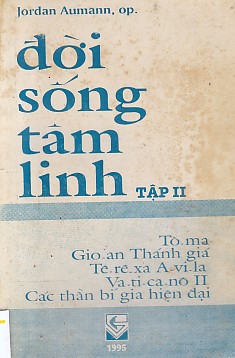 Jordan Aumann, op.
đời
sống
tâm
linh TẬP II
Tô.ma
Gio.an Thánh giá
Tê.rê.xa A.vi.la
Va.ti.ca.nô II
Các thần bí gia hiện đại
1995